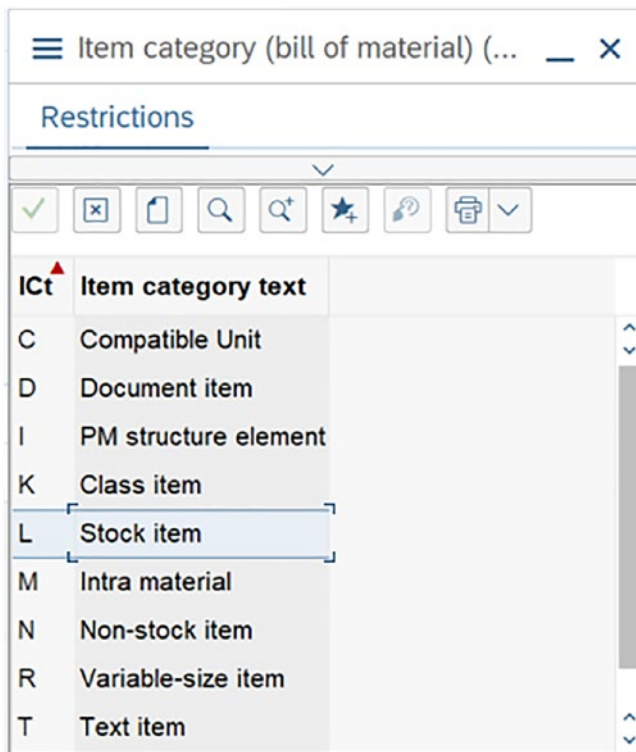 Item category (bill of material) (...
Restrictions
ICt Item category text
C Compatible Unit
D Document item
I PM structure element
K Class item
L Stock item
M Intra material
N Non-stock item
R Variable-size item
T Text item